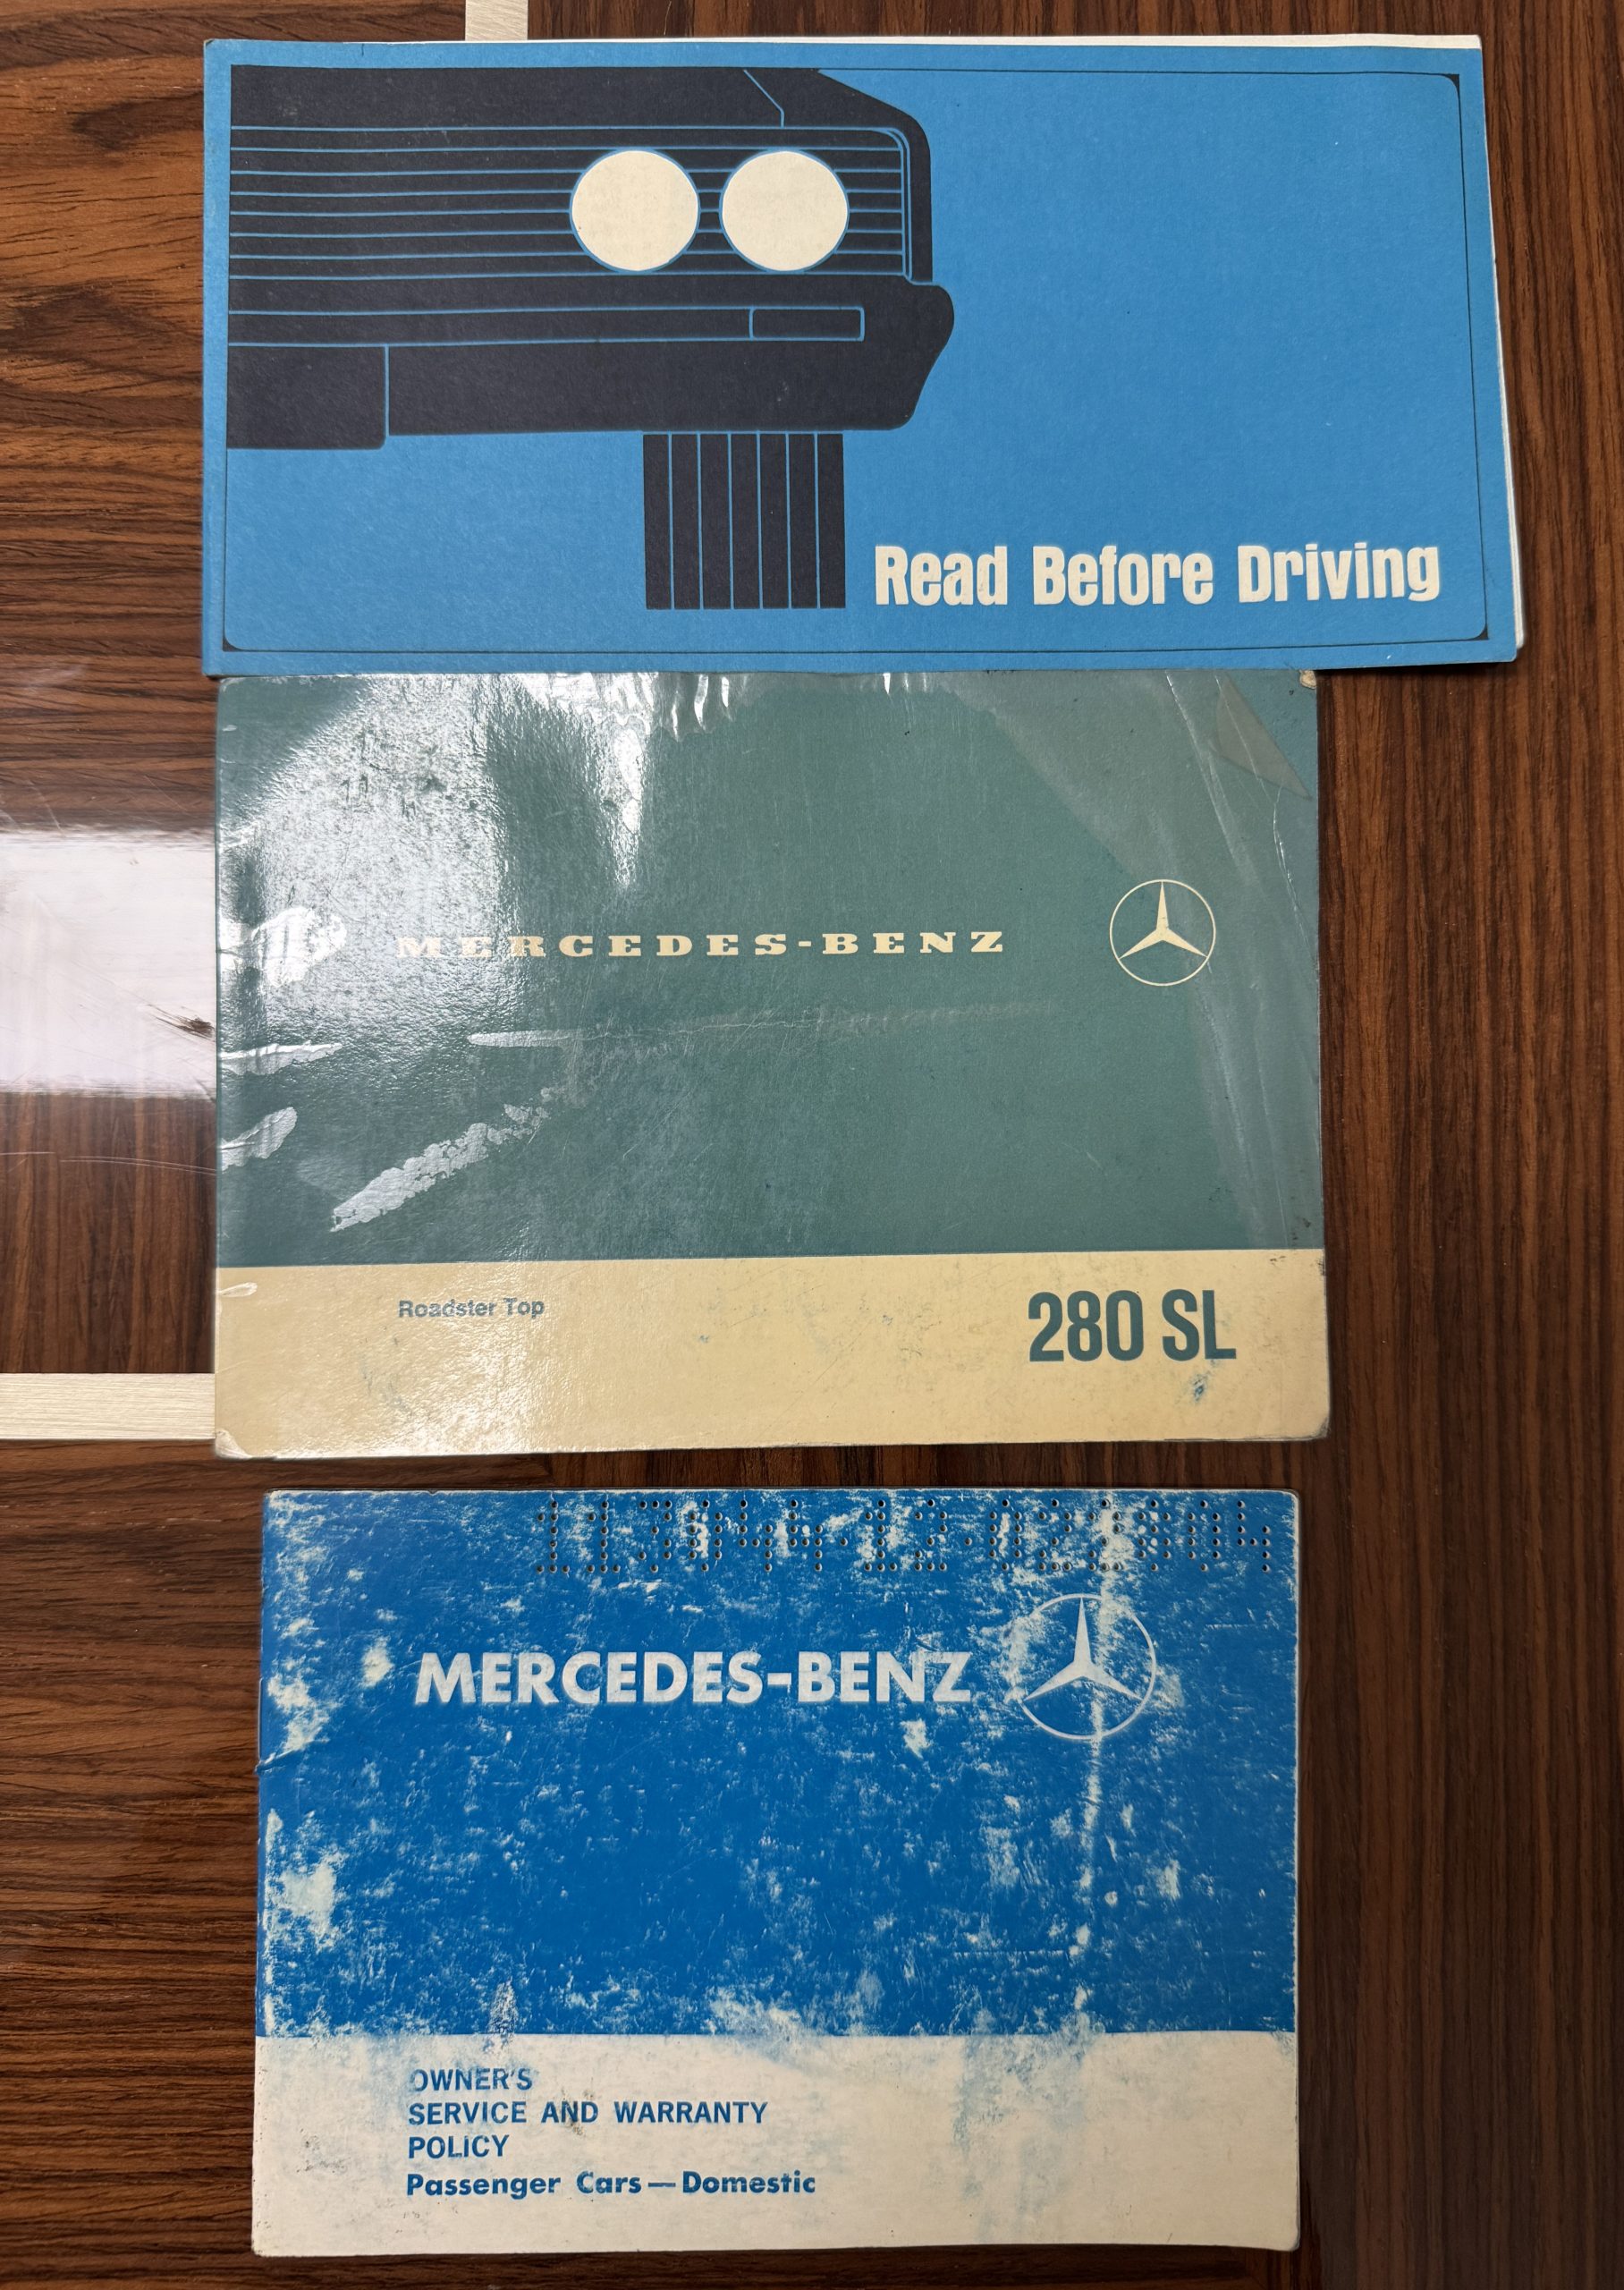 Read Before Driving
MERCEDES-BENZ
Roadster Top
280 SL
MERCEDES-BENZ
OWNER'S
SERVICE AND WARRANTY
POLICY
Passenger Cars — Domestic